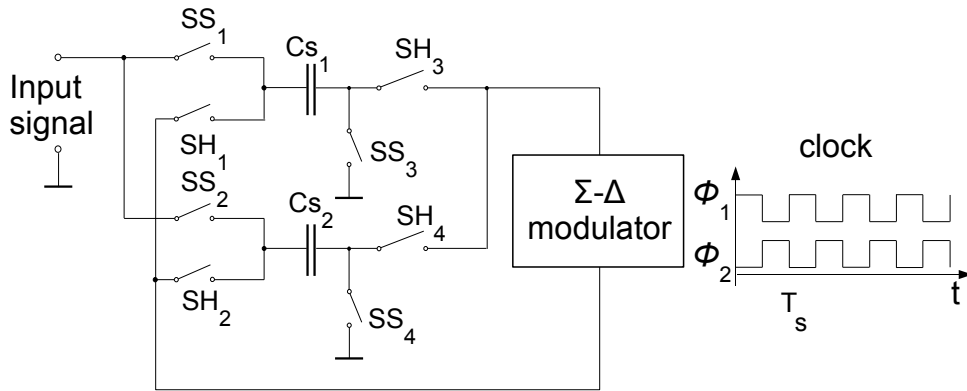 SS₁
Cs₁
SH₃
Input
signal
SH₁
SS₃
clock
SS₂
Σ-Δ
modulator
Φ₁
Cs₂
SH₄
Φ₂
SH₂
SS₄
Tₛ
t